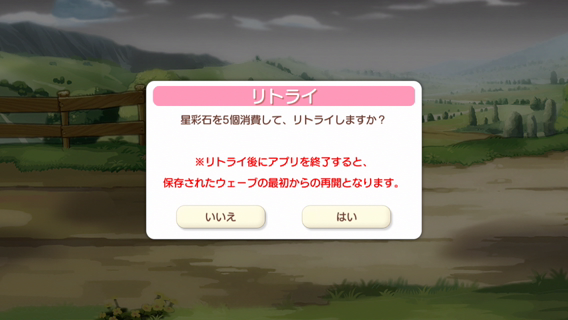 リトライ
星彩石を5個消費して、リトライしますか？
※リトライ後にアプリを終了すると、
保存されたウェーブの最初からの再開となります。
いいえ
はい